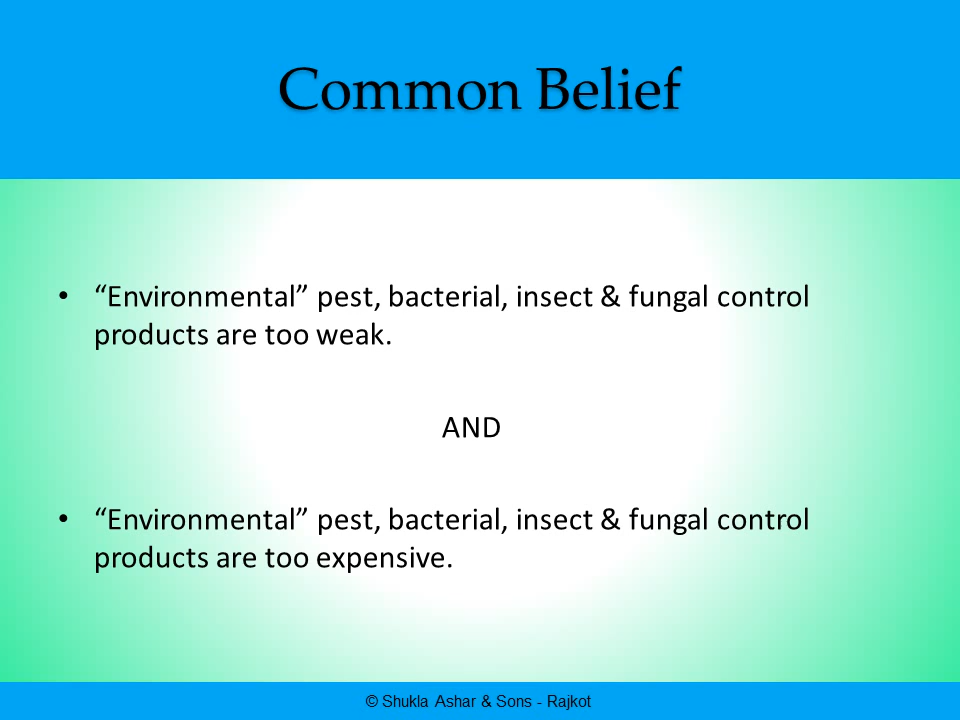 Common Belief
• “Environmental” pest, bacterial, insect & fungal control
products are too weak.
AND
• “Environmental” pest, bacterial, insect & fungal control
products are too expensive.
© Shukla Ashar & Sons - Rajkot